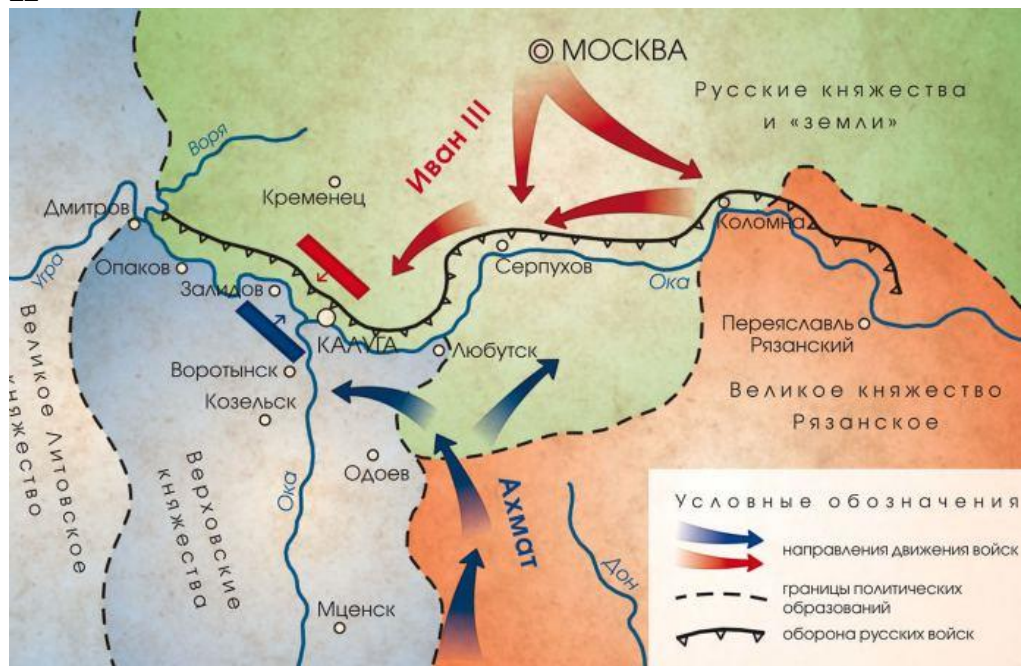 МОСКВА
Русские княжества
и «земли»
Иван III
Воря
Кременец
Дмитров
Угра
Опаков
Залидов
КАЛУГА
Серпухов
Коломна
Ока
Любутск
Переяславль
Рязанский
Воротынск
Козельск
Великое княжество
Рязанское
Великое Литовское
княжество
Верховские
княжества
Ока
Одоев
Ахмат
Дон
Мценск
Условные обозначения
направления движения войск
границы политических
образований
оборона русских войск